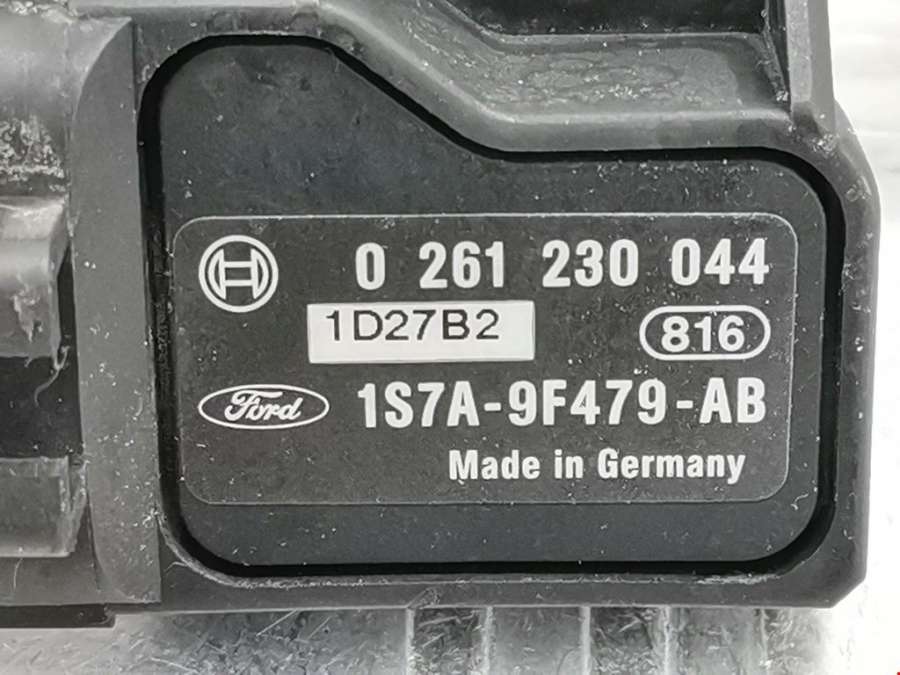 0 261 230 044
1D27B2
816
Ford
1S7A-9F479-AB
Made in Germany